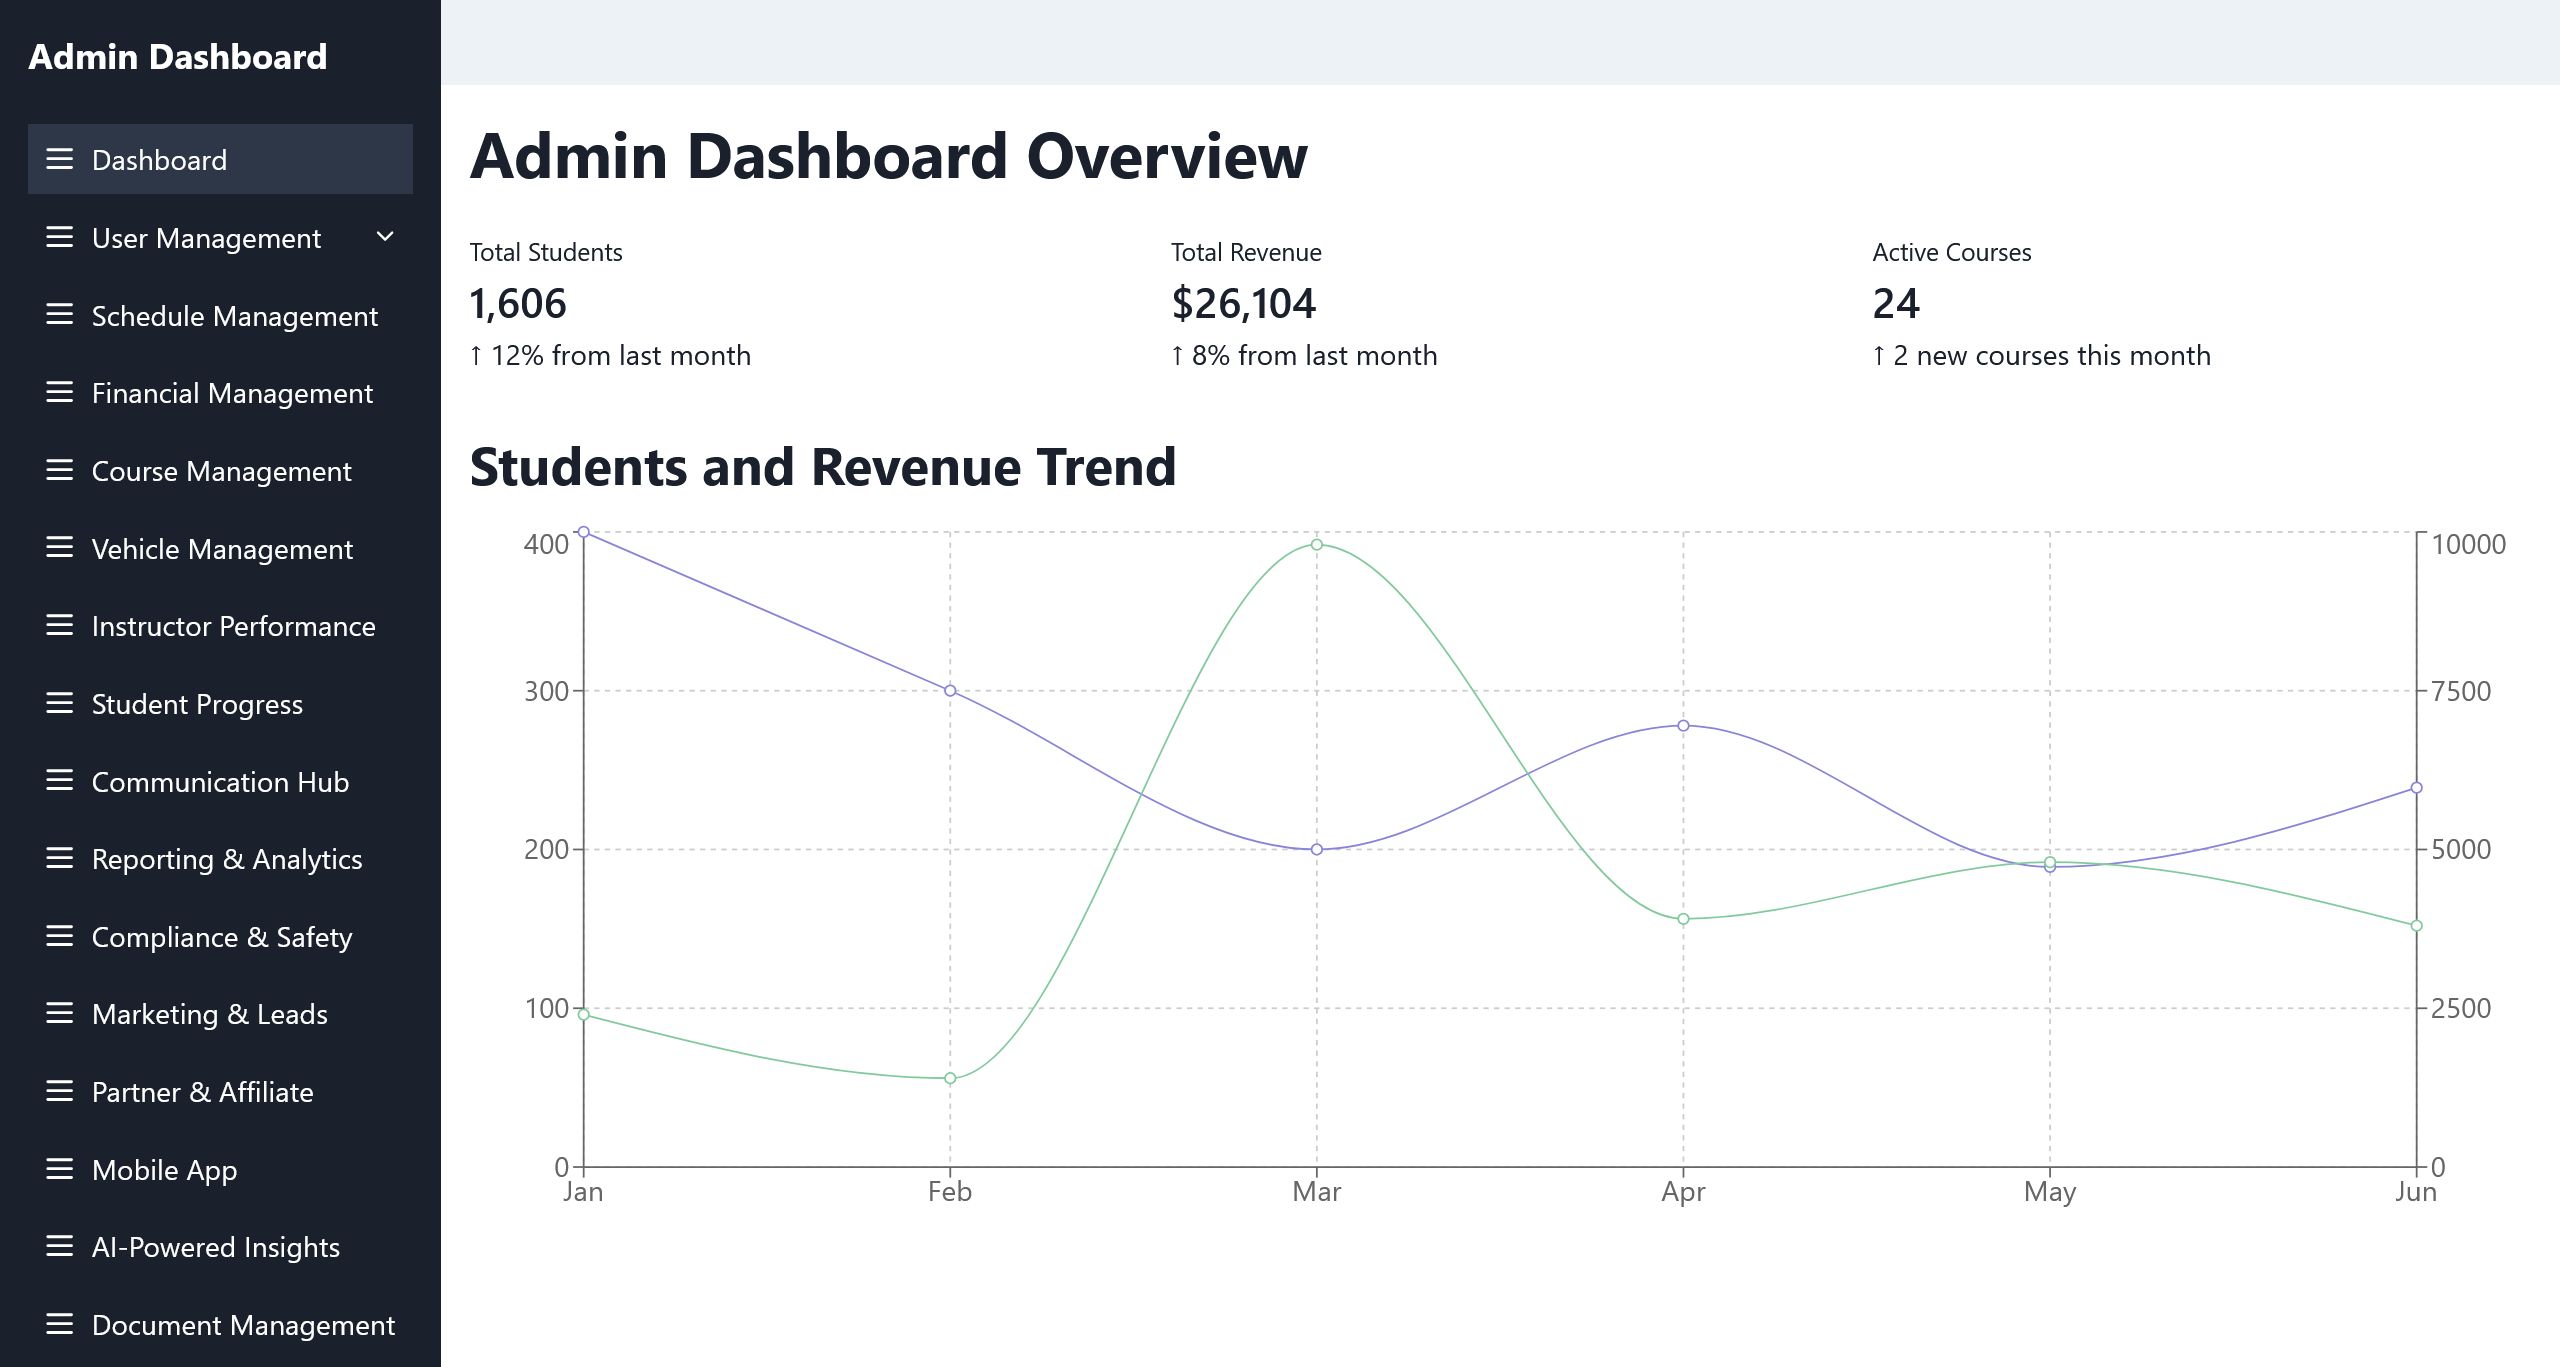 Admin Dashboard
Dashboard
User Management
Schedule Management
Financial Management
Course Management
Vehicle Management
Instructor Performance
Student Progress
Communication Hub
Reporting & Analytics
Compliance & Safety
Marketing & Leads
Partner & Affiliate
Mobile App
AI-Powered Insights
Document Management
Admin Dashboard Overview
Total Students
1,606
↑ 12% from last month
Total Revenue
$26,104
↑ 8% from last month
Active Courses
24
↑ 2 new courses this month
Students and Revenue Trend
400
300
200
100
0
10000
7500
5000
2500
0
Jan Feb Mar Apr May Jun